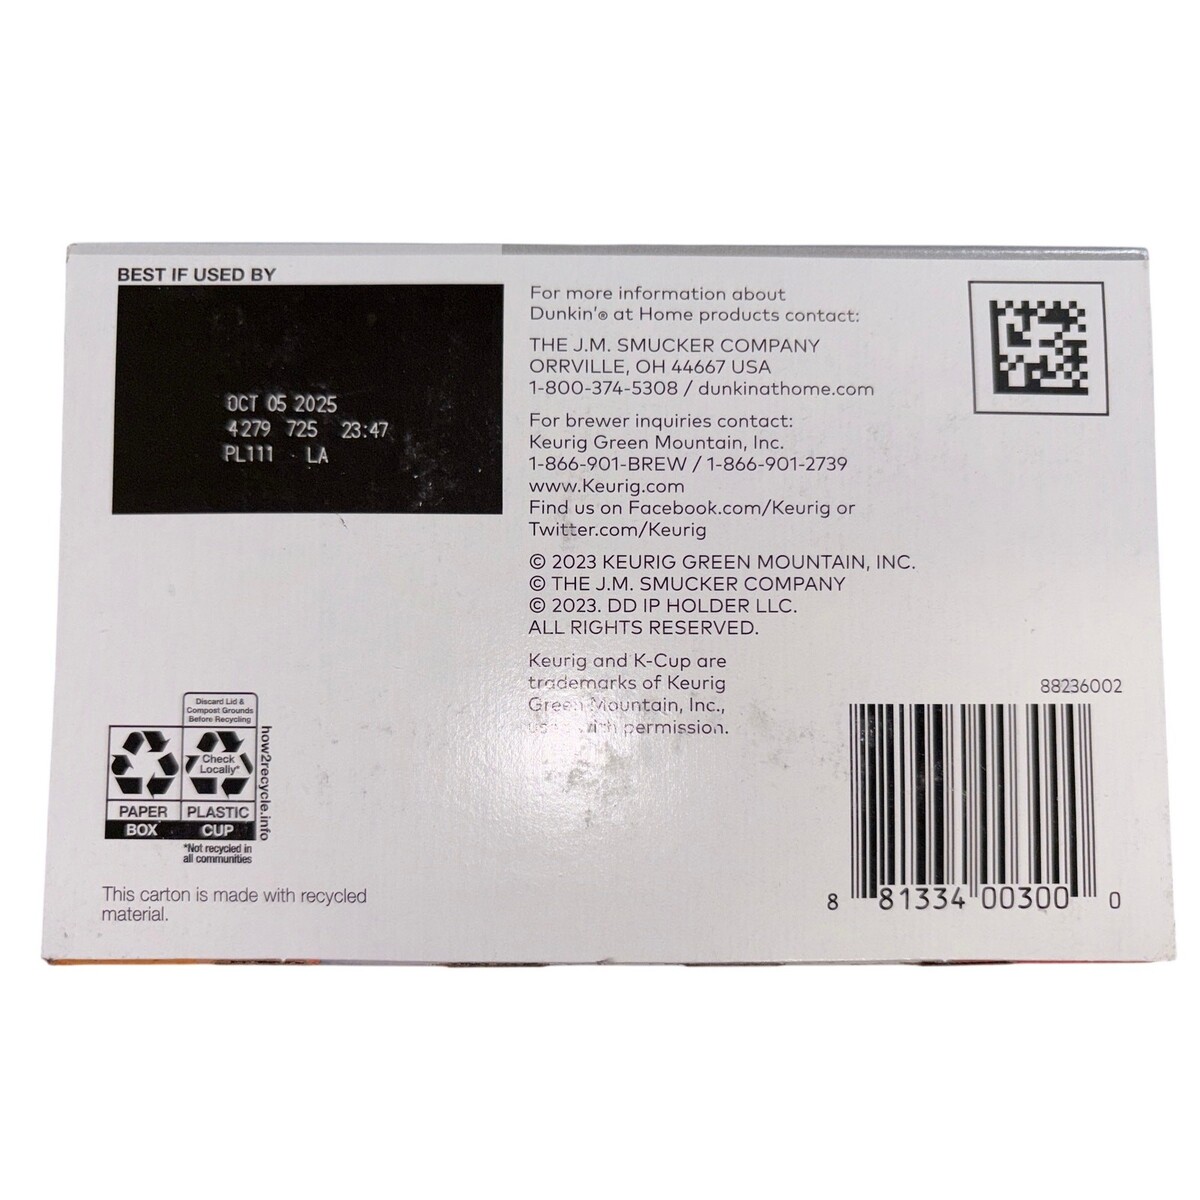 BEST IF USED BY
OCT 05 2025
4279 725 23:47
PL111 LA
For more information about
Dunkin'® at Home products contact:
THE J.M. SMUCKER COMPANY
ORRVILLE, OH 44667 USA
1-800-374-5308 / dunkinathome.com
For brewer inquiries contact:
Keurig Green Mountain, Inc.
1-866-901-BREW / 1-866-901-2739
www.Keurig.com
Find us on Facebook.com/Keurig or
Twitter.com/Keurig
© 2023 KEURIG GREEN MOUNTAIN, INC.
© THE J.M. SMUCKER COMPANY
© 2023. DD IP HOLDER LLC.
ALL RIGHTS RESERVED.
Keurig and K-Cup are
trademarks of Keurig
Green Mountain, Inc.,
used with permission.
Discard Lid &
Compost Grounds
Before Recycling
Check
Locally*
PAPER
BOX
PLASTIC
CUP
how2recycle.info
*Not recycled in
all communities
This carton is made with recycled
material.
88236002
8 81334 00300 0